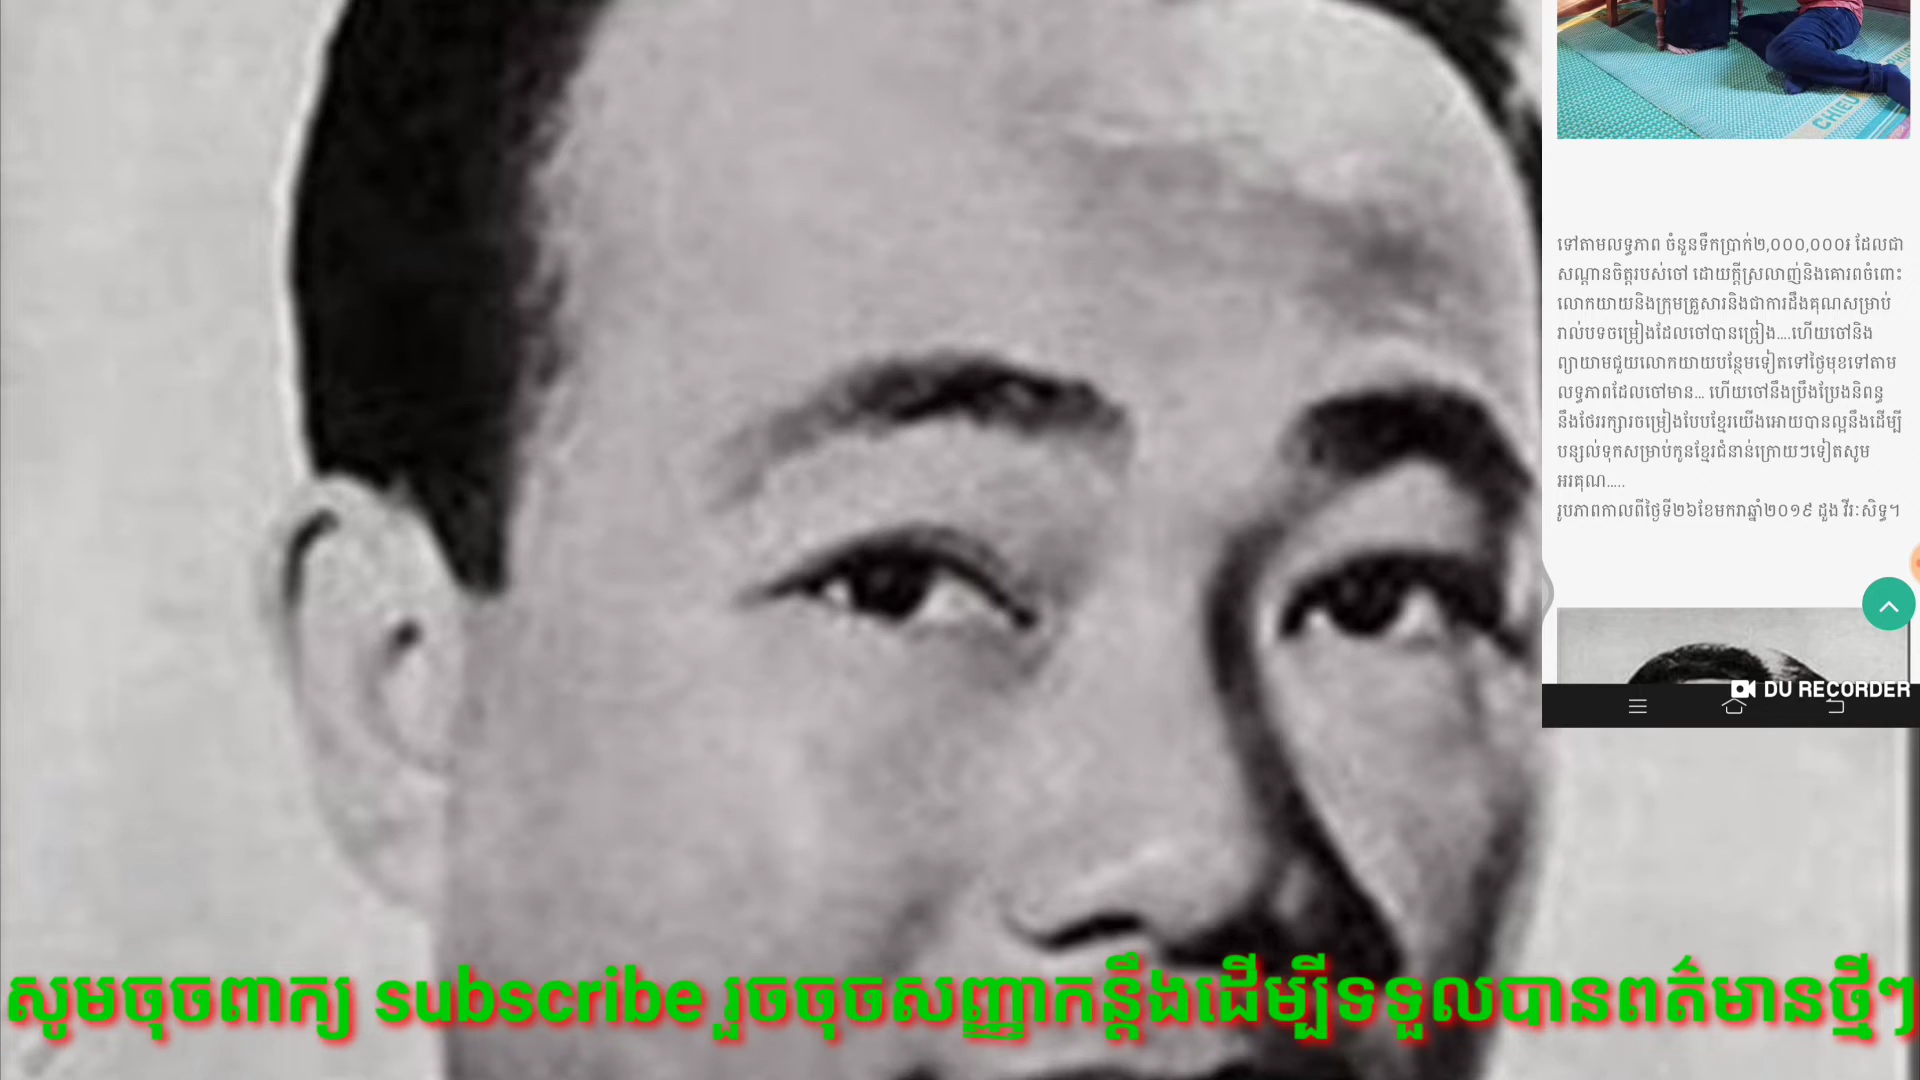 CHIEU
ទៅតាមលទ្ធភាព ចំនួនទឹកប្រាក់២,០០០,០០០៛ ដែលជា
សណ្តានចិត្តរបស់ចៅ ដោយក្តីស្រលាញ់និងគោរពចំពោះ
លោកយាយនិងក្រុមគ្រួសារនិងជាការដឹងគុណសម្រាប់
រាល់បទចម្រៀងដែលចៅបានច្រៀង....ហើយចៅនិង
ព្យាយាមជួយលោកយាយបន្ថែមទៀតទៅថ្ងៃមុខទៅតាម
លទ្ធភាពដែលចៅមាន... ហើយចៅនឹងប្រឹងប្រែងនិពន្ធ
នឹងថែររក្សារចម្រៀងបែបខ្មែរយើងអោយបានល្អនឹងដើម្បី
បន្សល់ទុកសម្រាប់កូនខ្មែរជំនាន់ក្រោយៗទៀតសូម
អរគុណ.....
រូបភាពកាលពីថ្ងៃទី២៦ខែមករាឆ្នាំ២០១៩ ដួង វីរៈសិទ្ធ។
DU RECORDER
សូមចុចពាក្យ subscribe រួចចុចសញ្ញាកន្តឹងដើម្បីទទួលបានពត៌មានថ្មីៗ